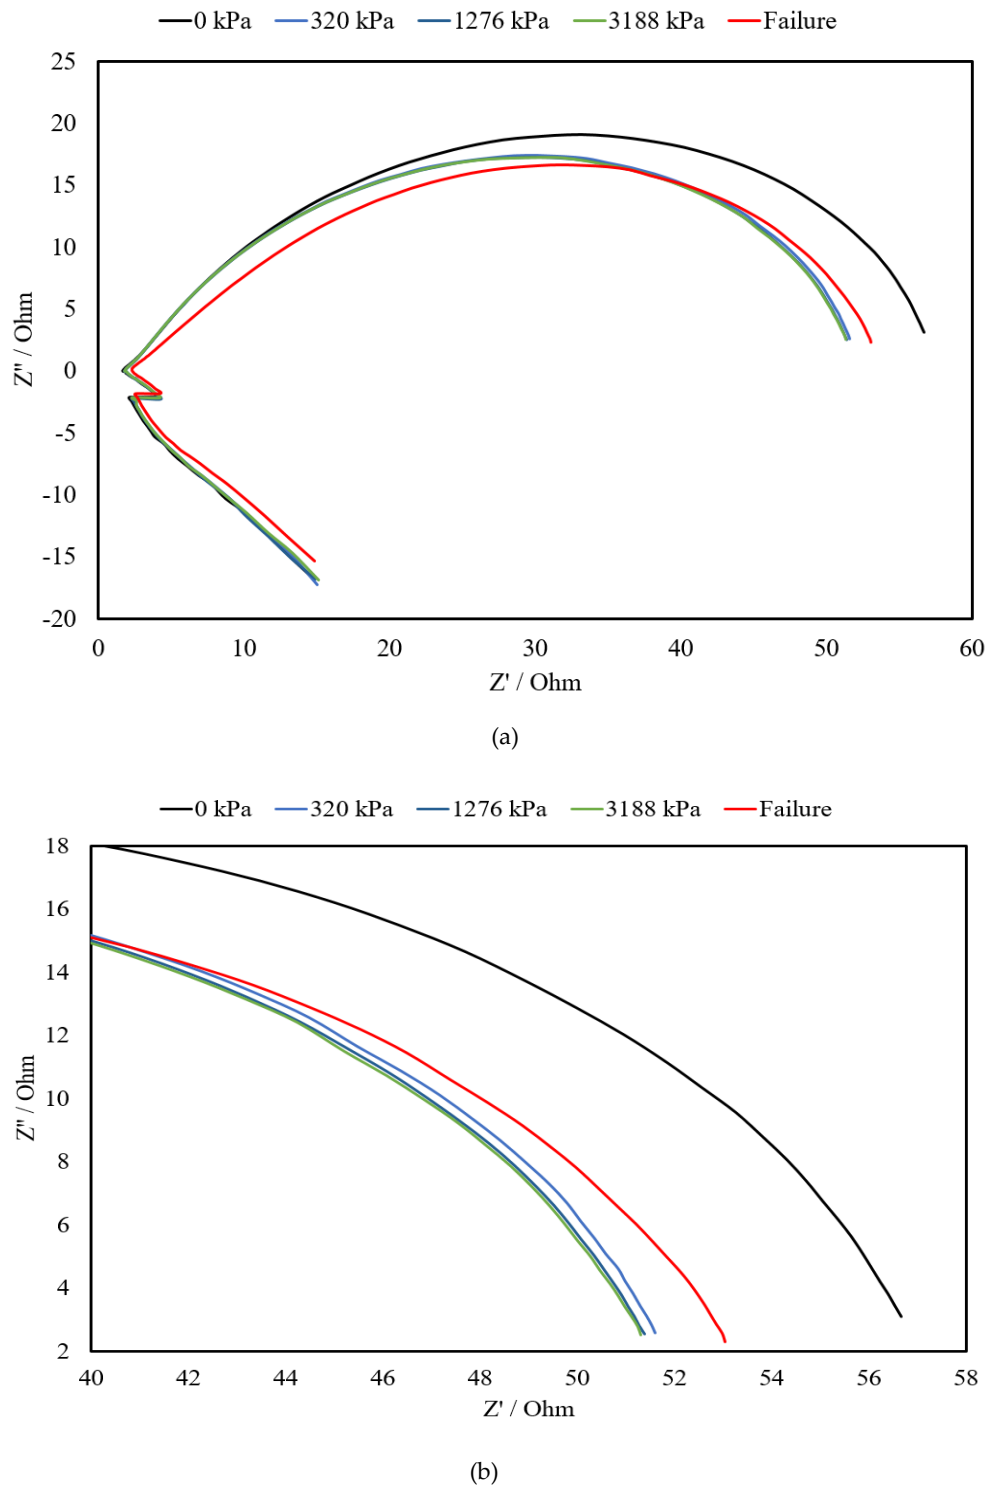 0 kPa 320 kPa 1276 kPa 3188 kPa Failure
25
20
15
10
5
0
-5
-10
-15
-20
Z'' / Ohm
0 10 20 30 40 50 60
Z' / Ohm
(a)
0 kPa 320 kPa 1276 kPa 3188 kPa Failure
18
16
14
12
10
8
6
4
2
Z'' / Ohm
40 42 44 46 48 50 52 54 56 58
Z' / Ohm
(b)